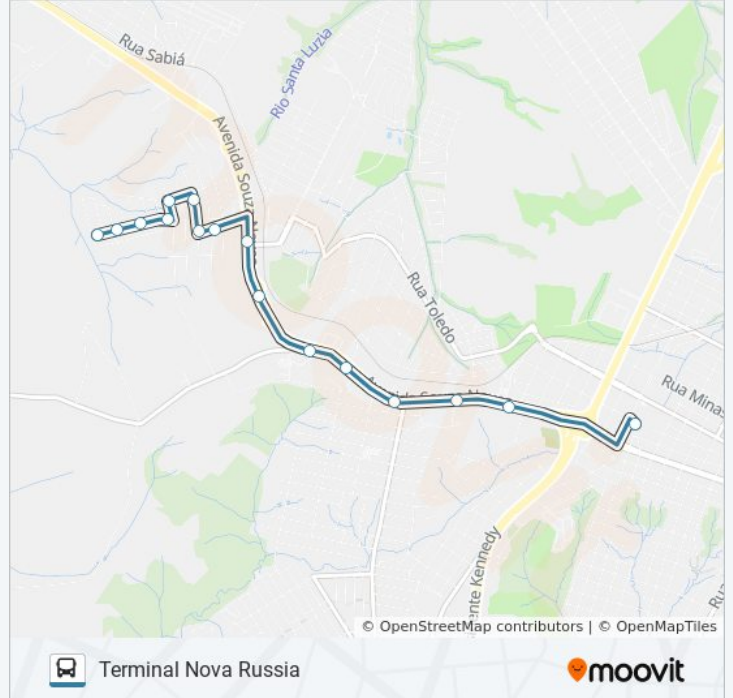 Rua Sabiá
Rio Santa Luzia
Avenida Souza
Rua Toledo
Rua Minas
ente Kennedy
Rua
© OpenStreetMap contributors | © OpenMapTiles
Terminal Nova Russia
moovit